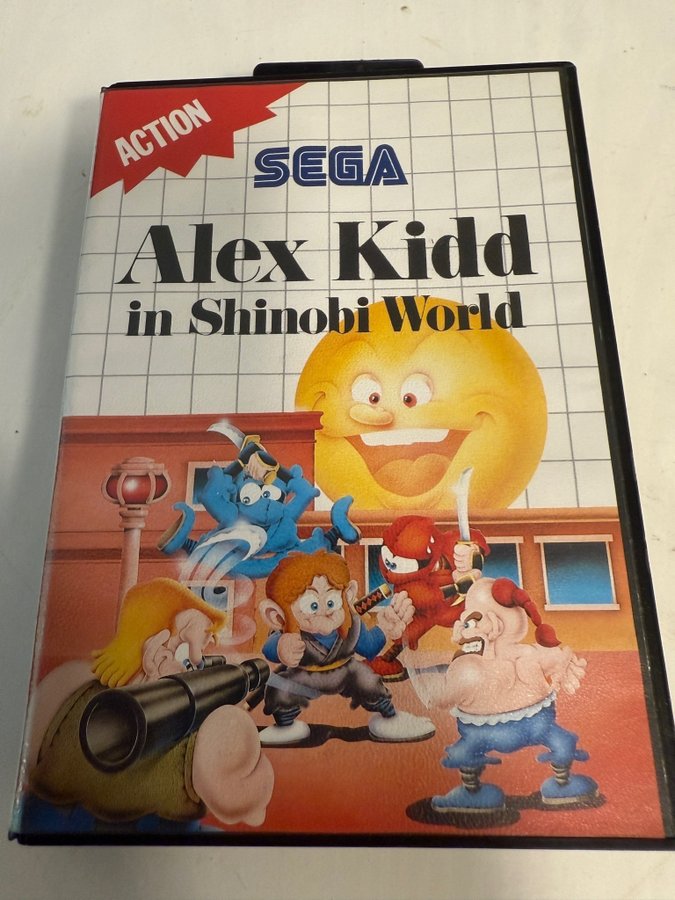 ACTION
SEGA
Alex Kidd
in Shinobi World